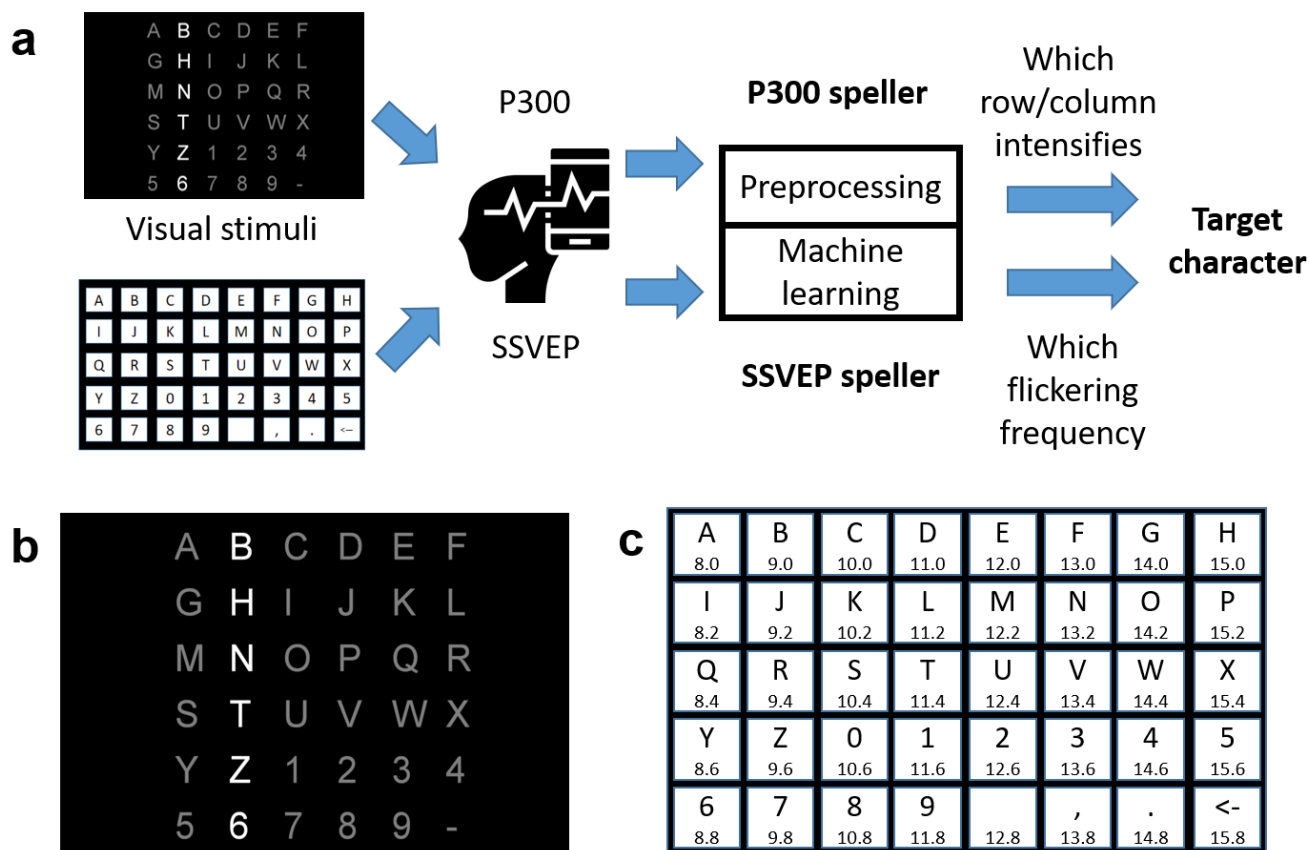 a
A B C D E F
G H I J K L
M N O P Q R
S T U V W X
Y Z 1 2 3 4
5 6 7 8 9 -
Visual stimuli
A B C D E F G H
I J K L M N O P
Q R S T U V W X
Y Z 0 1 2 3 4 5
6 7 8 9 , . <-
P300
SSVEP
P300 speller
Preprocessing
Machine
learning
SSVEP speller
Which
row/column
intensifies
Which
flickering
frequency
Target
character
b
A B C D E F
G H I J K L
M N O P Q R
S T U V W X
Y Z 1 2 3 4
5 6 7 8 9 -
c
A B C D E F G H
8.0 9.0 10.0 11.0 12.0 13.0 14.0 15.0
I J K L M N O P
8.2 9.2 10.2 11.2 12.2 13.2 14.2 15.2
Q R S T U V W X
8.4 9.4 10.4 11.4 12.4 13.4 14.4 15.4
Y Z 0 1 2 3 4 5
8.6 9.6 10.6 11.6 12.6 13.6 14.6 15.6
6 7 8 9 , . <-
8.8 9.8 10.8 11.8 12.8 13.8 14.8 15.8